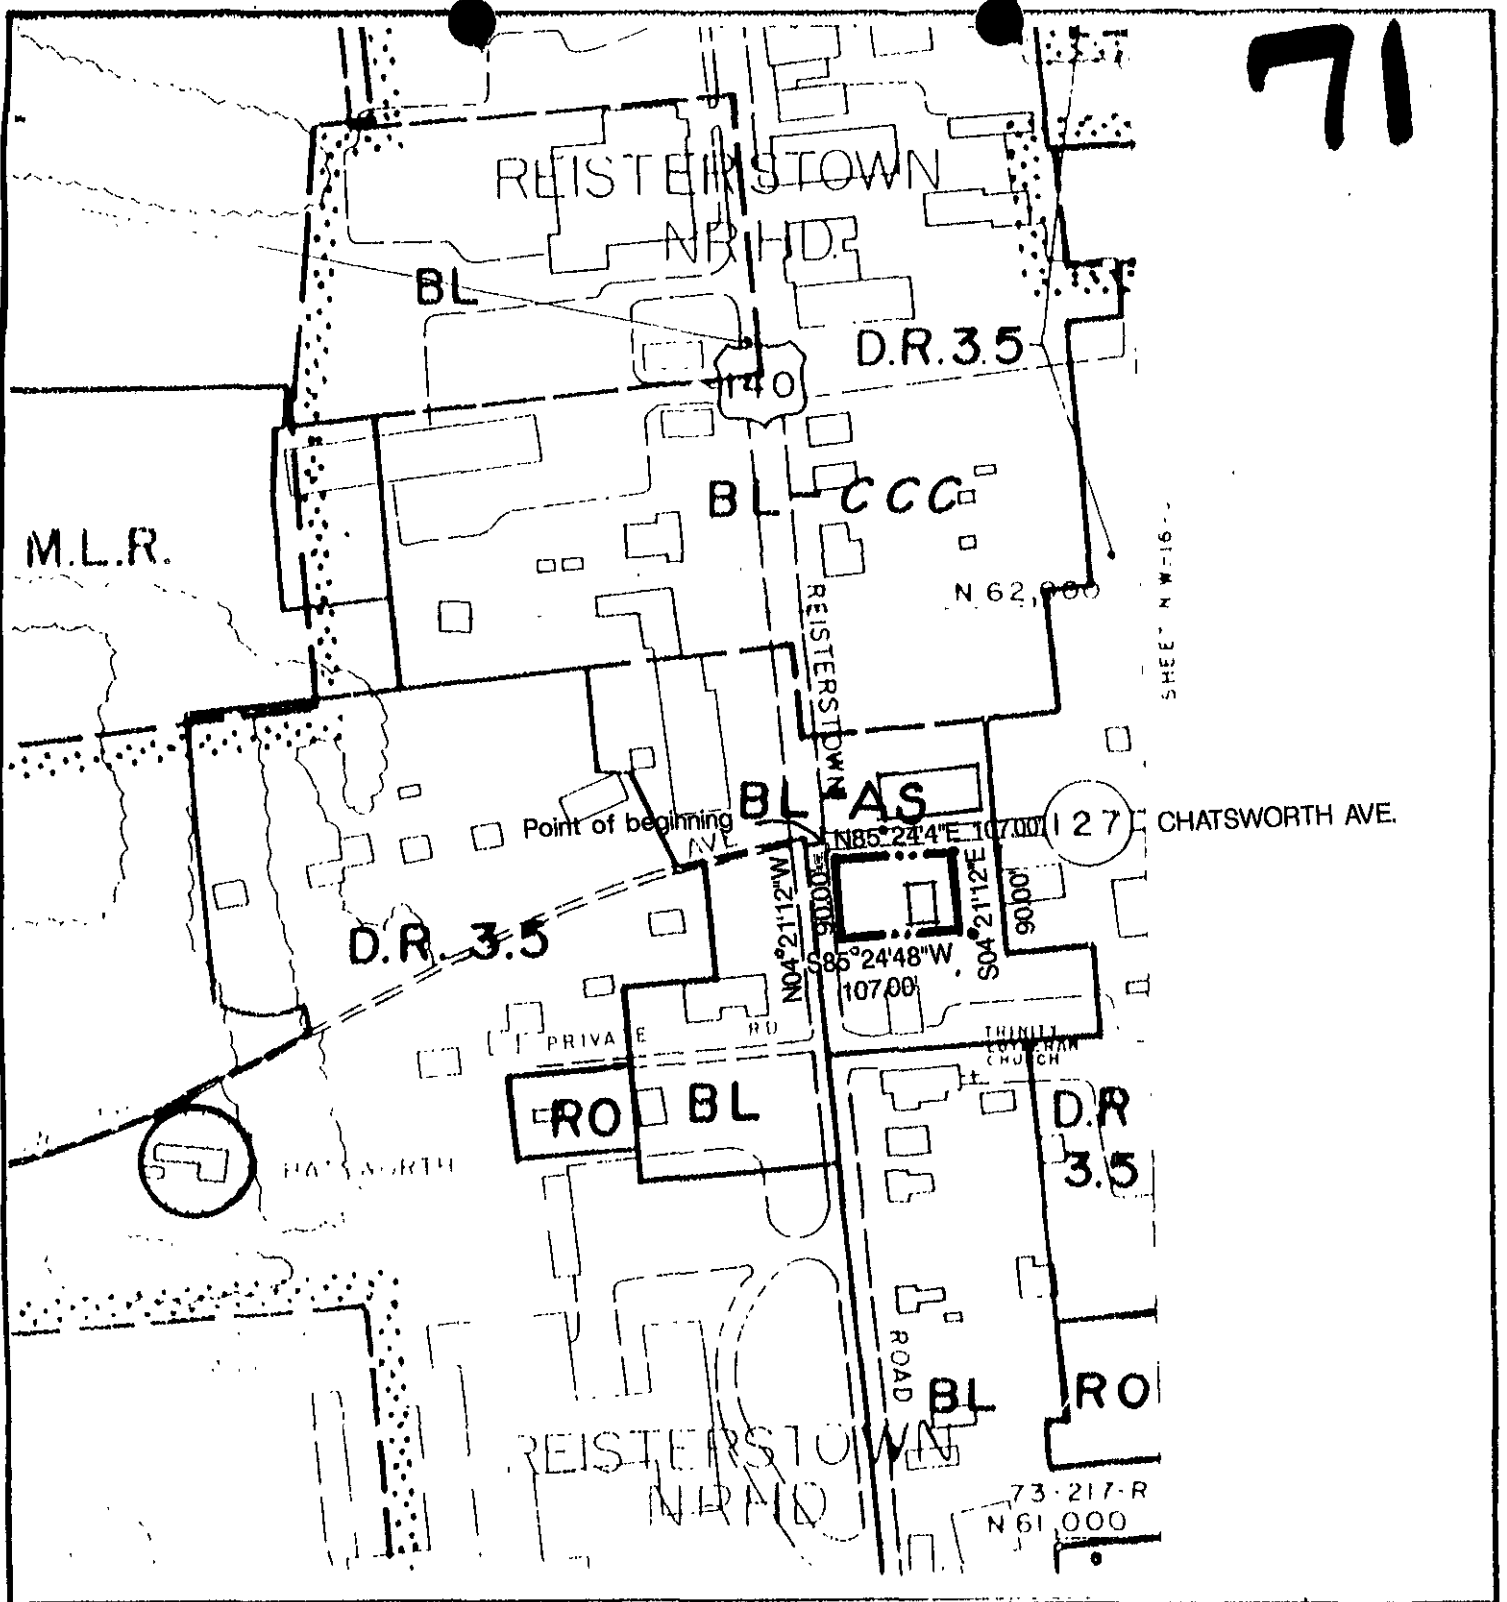 71
REISTERSTOWN
NRHD.
BL
D.R.3.5
140
BL-CCC
M.L.R.
N 62,000
REISTERSTOWN
BL AS
Point of beginning
AVE
N85°24'4"E 107.00'
127
CHATSWORTH AVE.
N04°21'12"W
90.00'
S04°21'12"E
90.00'
S85°24'48"W
107.00'
D.R. 3.5
PRIVATE RD
TRINITY
LUTHERAN
CHURCH
RO
BL
D.R
3.5
ROAD
BL
RO
REISTERSTOWN
NRHD
73-217-R
N 61,000